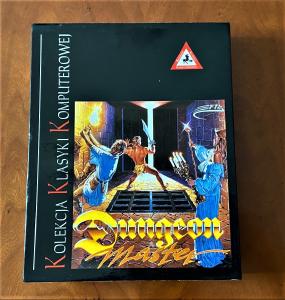 KOLEKCJA KLASYKI KOMPUTEROWEJ
Dungeon
Master